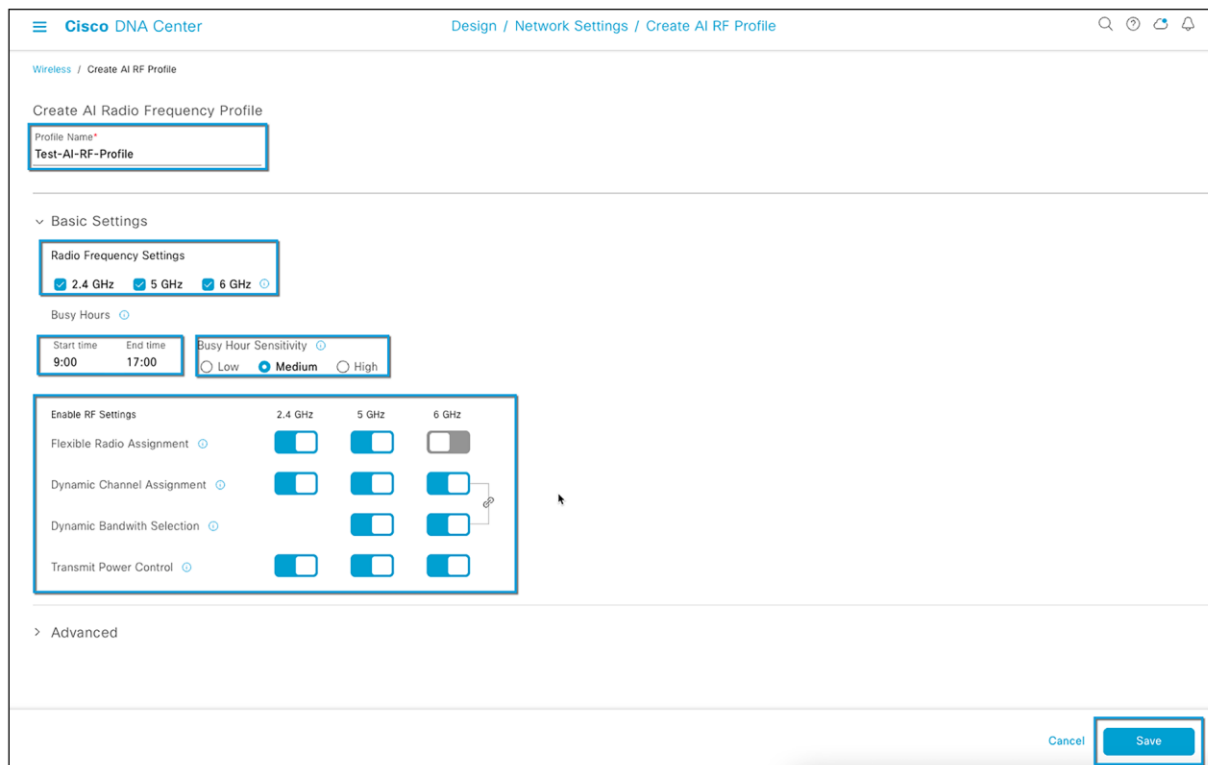 Cisco DNA Center
Design / Network Settings / Create AI RF Profile
Wireless / Create AI RF Profile
Create AI Radio Frequency Profile
Profile Name*
Test-AI-RF-Profile
Basic Settings
Radio Frequency Settings
2.4 GHz 5 GHz 6 GHz
Busy Hours
Start time End time Busy Hour Sensitivity
9:00 17:00 Low Medium High
Enable RF Settings 2.4 GHz 5 GHz 6 GHz
Flexible Radio Assignment
Dynamic Channel Assignment
Dynamic Bandwith Selection
Transmit Power Control
Advanced
Cancel Save